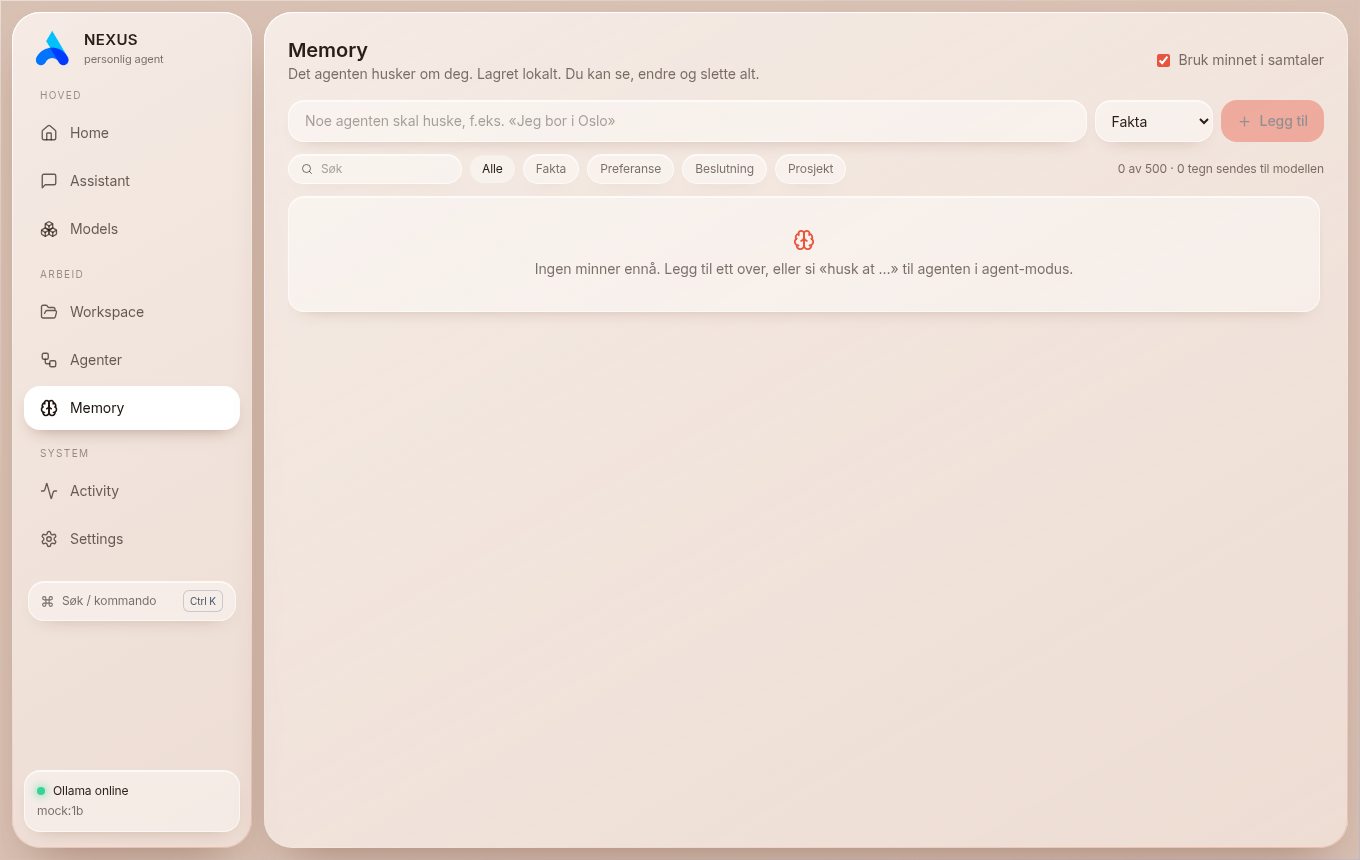 NEXUS
personlig agent
HOVED
Home
Assistant
Models
ARBEID
Workspace
Agenter
Memory
SYSTEM
Activity
Settings
Søk / kommando
Ctrl K
Ollama online
mock:1b
Memory
Det agenten husker om deg. Lagret lokalt. Du kan se, endre og slette alt.
Bruk minnet i samtaler
Noe agenten skal huske, f.eks. «Jeg bor i Oslo»
Fakta
Legg til
Søk
Alle
Fakta
Preferanse
Beslutning
Prosjekt
0 av 500 · 0 tegn sendes til modellen
Ingen minner ennå. Legg til ett over, eller si «husk at ...» til agenten i agent-modus.